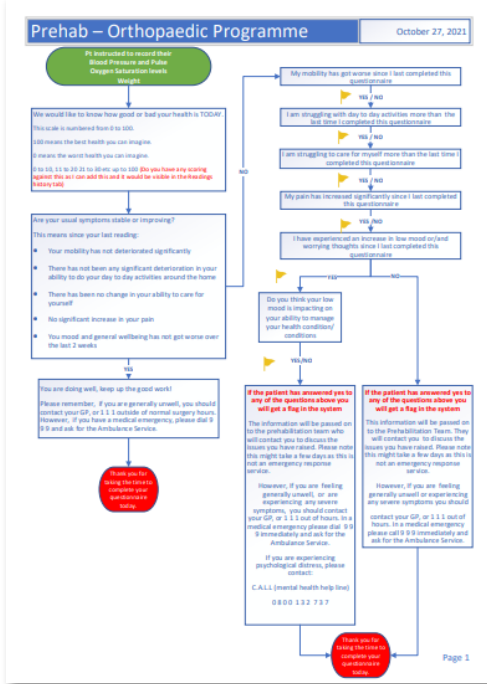 Prehab – Orthopaedic Programme
October 27, 2021
Pt instructed to record their
Blood Pressure and Pulse
Oxygen Saturation levels
Weight
We would like to know how good or bad your health is TODAY.
This scale is numbered from 0 to 100.
100 means the best health you can imagine.
0 means the worst health you can imagine.
0 to 10, 11 to 20 21 to 30 etc up to 100 (Do you have any scoring
against this as I can add this and it would be visible in the Readings
history tab)
Are your usual symptoms stable or improving?
This means since your last reading:
Your mobility has not deteriorated significantly
There has not been any significant deterioration in your
ability to do your day to day activities around the home
There has been no change in your ability to care for
yourself
No significant increase in your pain
You mood and general wellbeing has not got worse over
the last 2 weeks
NO
YES
You are doing well, keep up the good work!
Please remember, if you are generally unwell, you should
contact your GP, or 1 1 1 outside of normal surgery hours.
However, if you have a medical emergency, please dial 9
9 9 and ask for the Ambulance Service.
Thank you for
taking the time to
complete your
questionnaire
today.
My mobility has got worse since I last completed this
questionnaire
YES / NO
I am struggling with day to day activities more than the
last time I completed this questionnaire
YES / NO
I am struggling to care for myself more than the last time I
completed this questionnaire
YES / NO
My pain has increased significantly since I last completed
this questionnaire
YES / NO
I have experienced an increase in low mood or/and
worrying thoughts since I last completed this
questionnaire
YES
NO
Do you think your low
mood is impacting on
your ability to manage
your health condition/
conditions
YES/NO
If the patient has answered yes to
any of the questions above you
will get a flag in the system
The information will be passed on
to the prehabilitation team who
will contact you to discuss the
issues you have raised. Please note
this might take a few days as this is
not an emergency response
service.
However, if you are feeling
generally unwell, or are
experiencing any severe
symptoms, you should contact
your GP, or 1 1 1 out of hours. In a
medical emergency please dial 9 9
9 immediately and ask for the
Ambulance Service.
If you are experiencing
psychological distress, please
contact:
C.A.L.L (mental health help line)
0 8 0 0 1 3 2 7 3 7
If the patient has answered yes to
any of the questions above you
will get a flag in the system
This information will be passed on
to the Prehabilitation Team. They
will contact you to discuss the
issues you have raised. Please note
this might take a few days as this is
not an emergency response
service.
However, if you are feeling
generally unwell or experiencing
any severe symptoms you should
contact your GP, or 1 1 1 out of
hours. In a medical emergency
please call 9 9 9 immediately and
ask for the Ambulance Service.
Thank you for
taking the time to
complete your
questionnaire
today.
Page 1